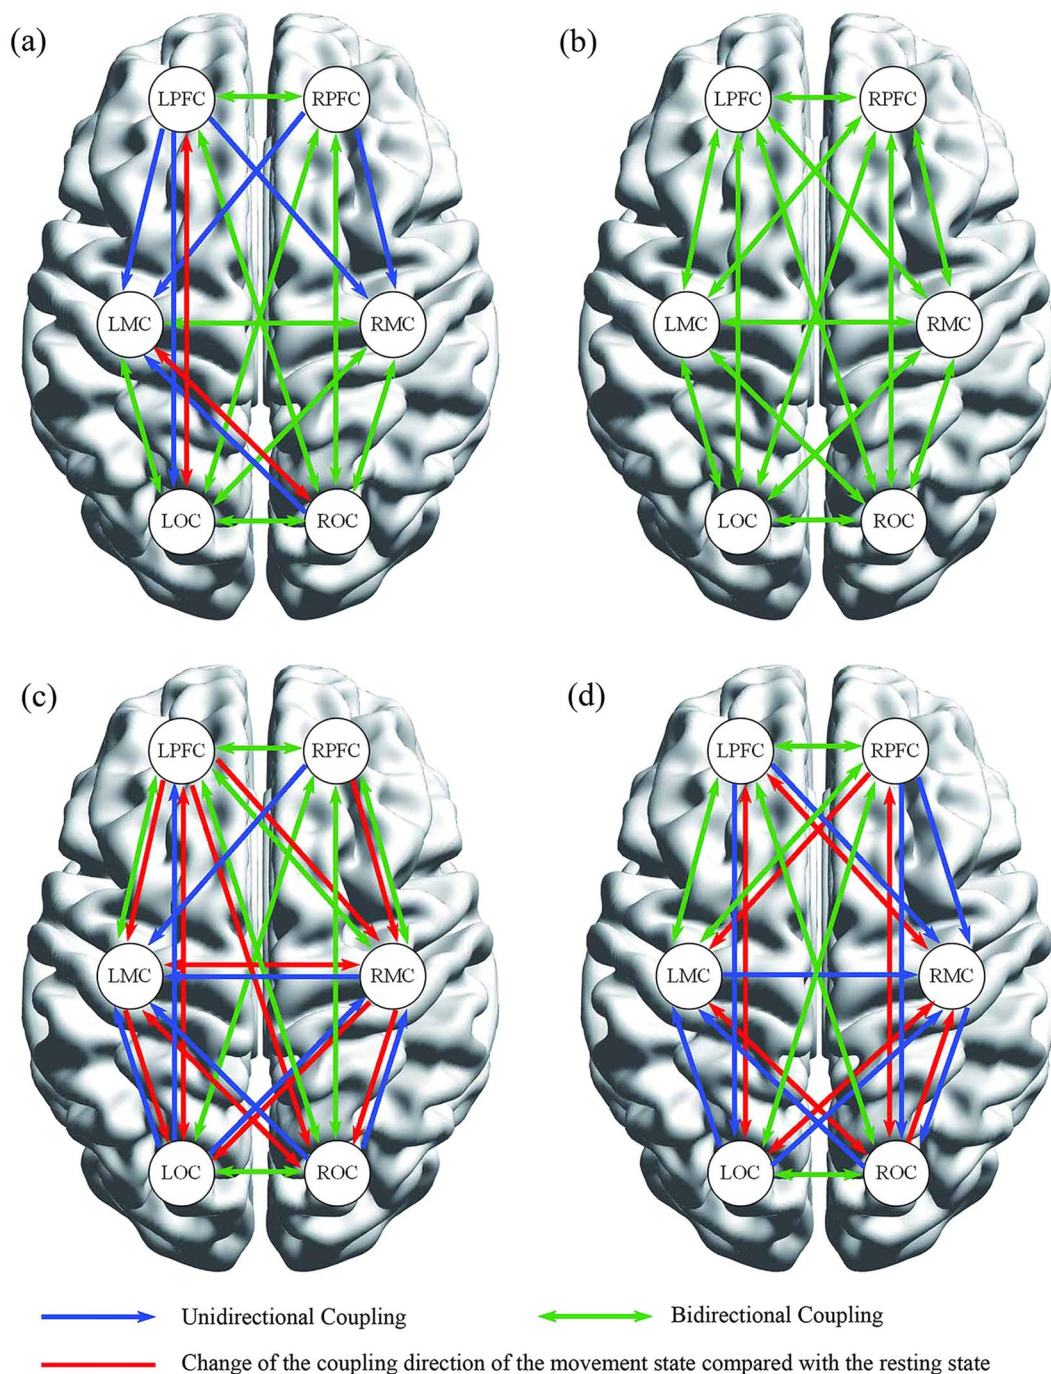 (a)
(b)
LPFC RPFC LPFC RPFC
LMC RMC LMC RMC
LOC ROC LOC ROC
(c)
(d)
LPFC RPFC LPFC RPFC
LMC RMC LMC RMC
LOC ROC LOC ROC
Unidirectional Coupling Bidirectional Coupling
Change of the coupling direction of the movement state compared with the resting state